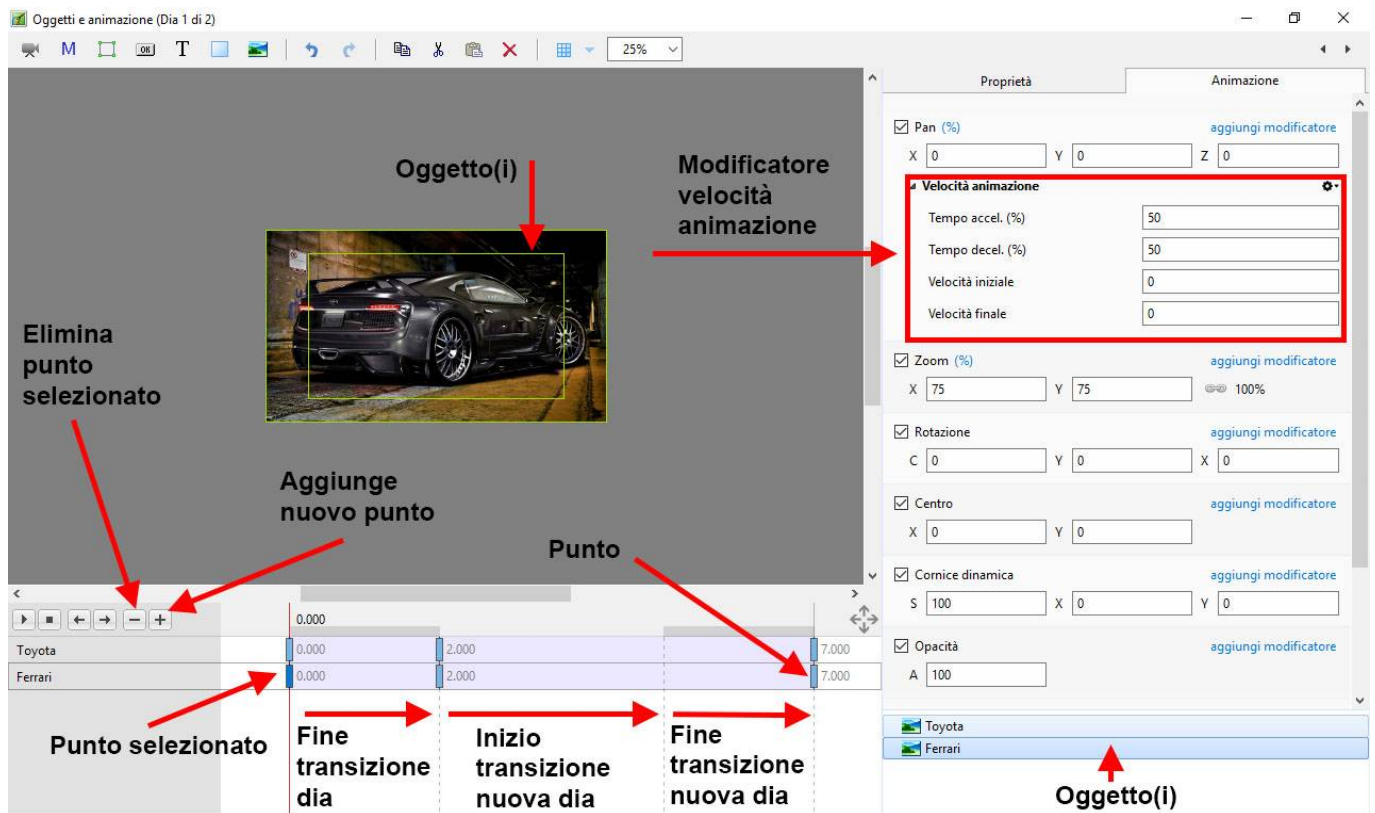 Oggetti e animazione (Dia 1 di 2)
M OK T 25%
Proprietà Animazione
Pan (%) aggiungi modificatore
X 0 Y 0 Z 0
Velocità animazione
Tempo accel. (%) 50
Tempo decel. (%) 50
Velocità iniziale 0
Velocità finale 0
Zoom (%) aggiungi modificatore
X 75 Y 75 100%
Rotazione aggiungi modificatore
C 0 Y 0 X 0
Centro aggiungi modificatore
X 0 Y 0
Cornice dinamica aggiungi modificatore
S 100 X 0 Y 0
Opacità aggiungi modificatore
A 100
Toyota
Ferrari
Oggetto(i)
Oggetto(i)
Modificatore
velocità
animazione
Elimina
punto
selezionato
Aggiunge
nuovo punto
Punto
0.000
Toyota 0.000 2.000 7.000
Ferrari 0.000 2.000 7.000
Punto selezionato
Fine
transizione
dia
Inizio
transizione
nuova dia
Fine
transizione
nuova dia